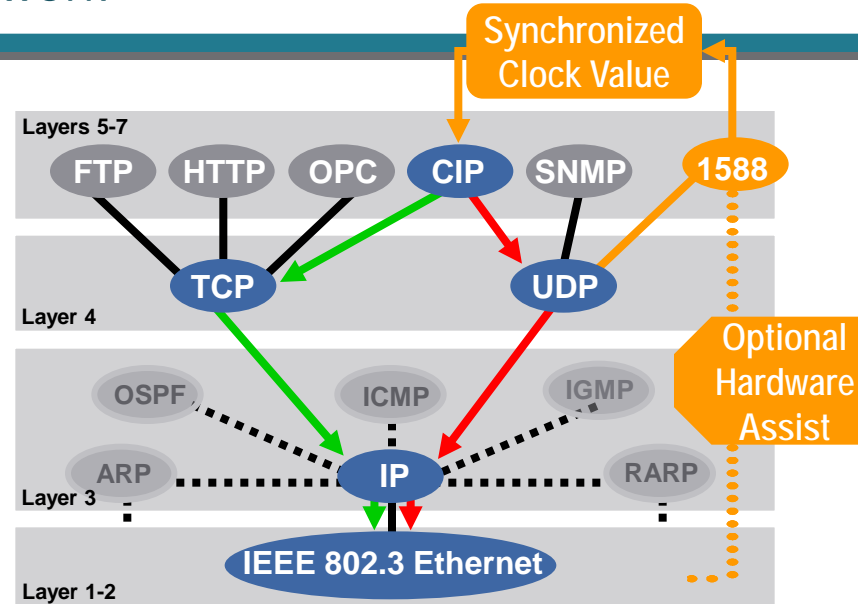 Synchronized
Clock Value
Layers 5-7
FTP HTTP OPC CIP SNMP 1588
TCP UDP
Layer 4
Optional
Hardware
Assist
OSPF ICMP IGMP
ARP IP RARP
Layer 3
IEEE 802.3 Ethernet
Layer 1-2